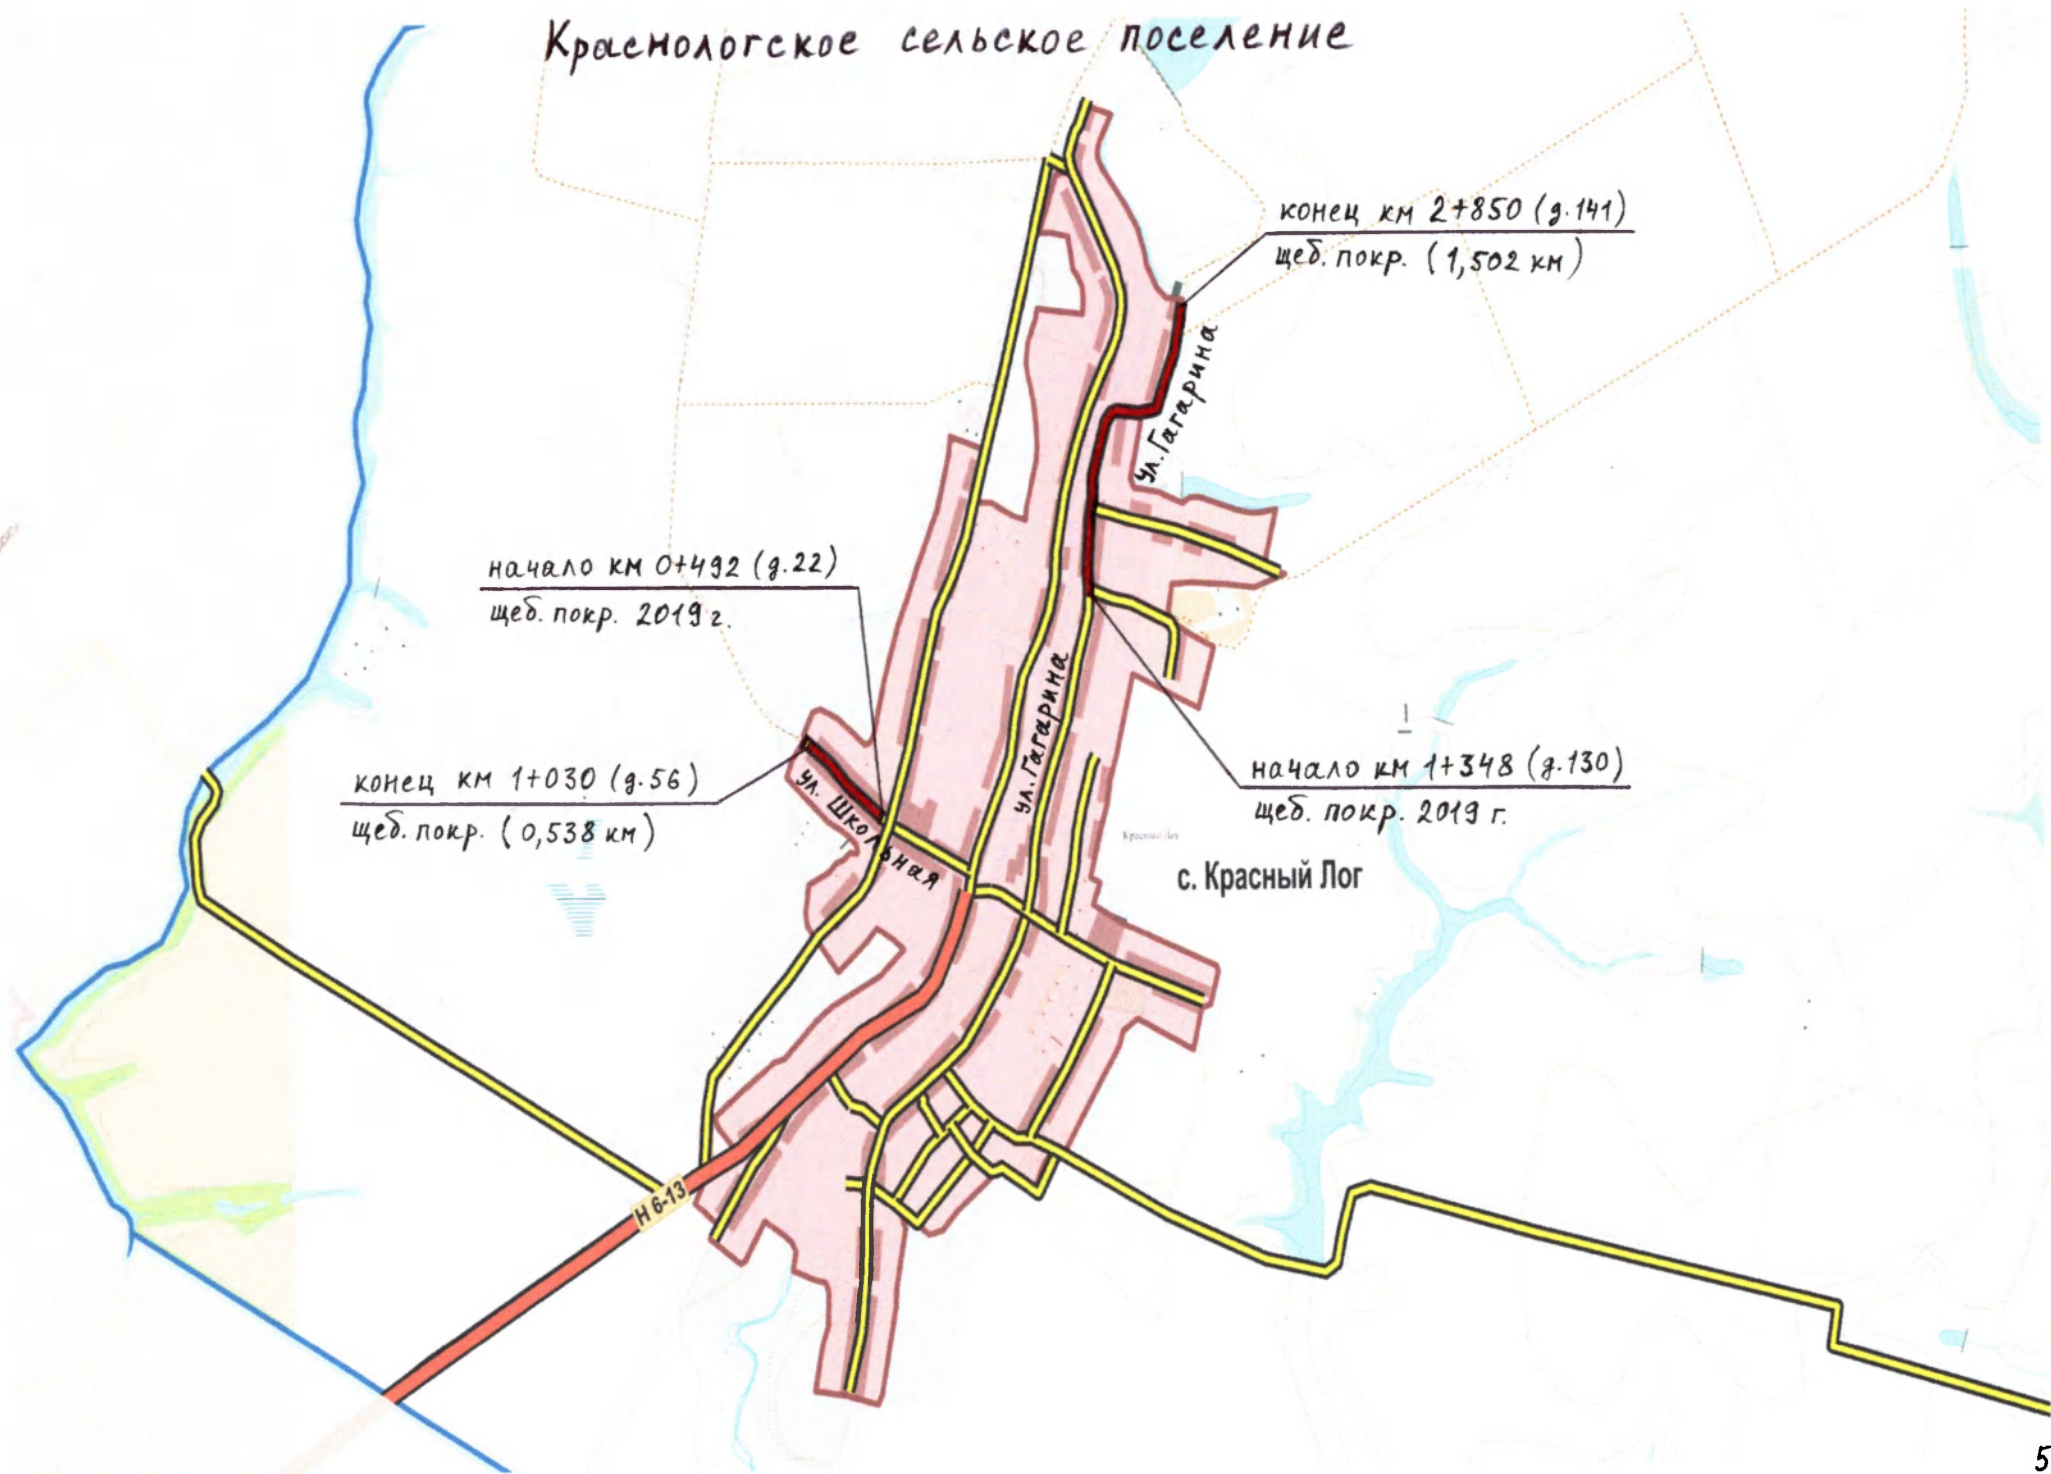 Краснологское сельское поселение
конец км 2+850 (д.141)
щеб. покр. (1,502 км)
ул. Гагарина
начало км 0+492 (д.22)
щеб. покр. 2019 г.
ул. Гагарина
конец км 1+030 (д.56)
щеб. покр. (0,538 км)
ул. Школьная
начало км 1+348 (д.130)
щеб. покр. 2019 г.
Красный Лог
с. Красный Лог
Н 6-13
5